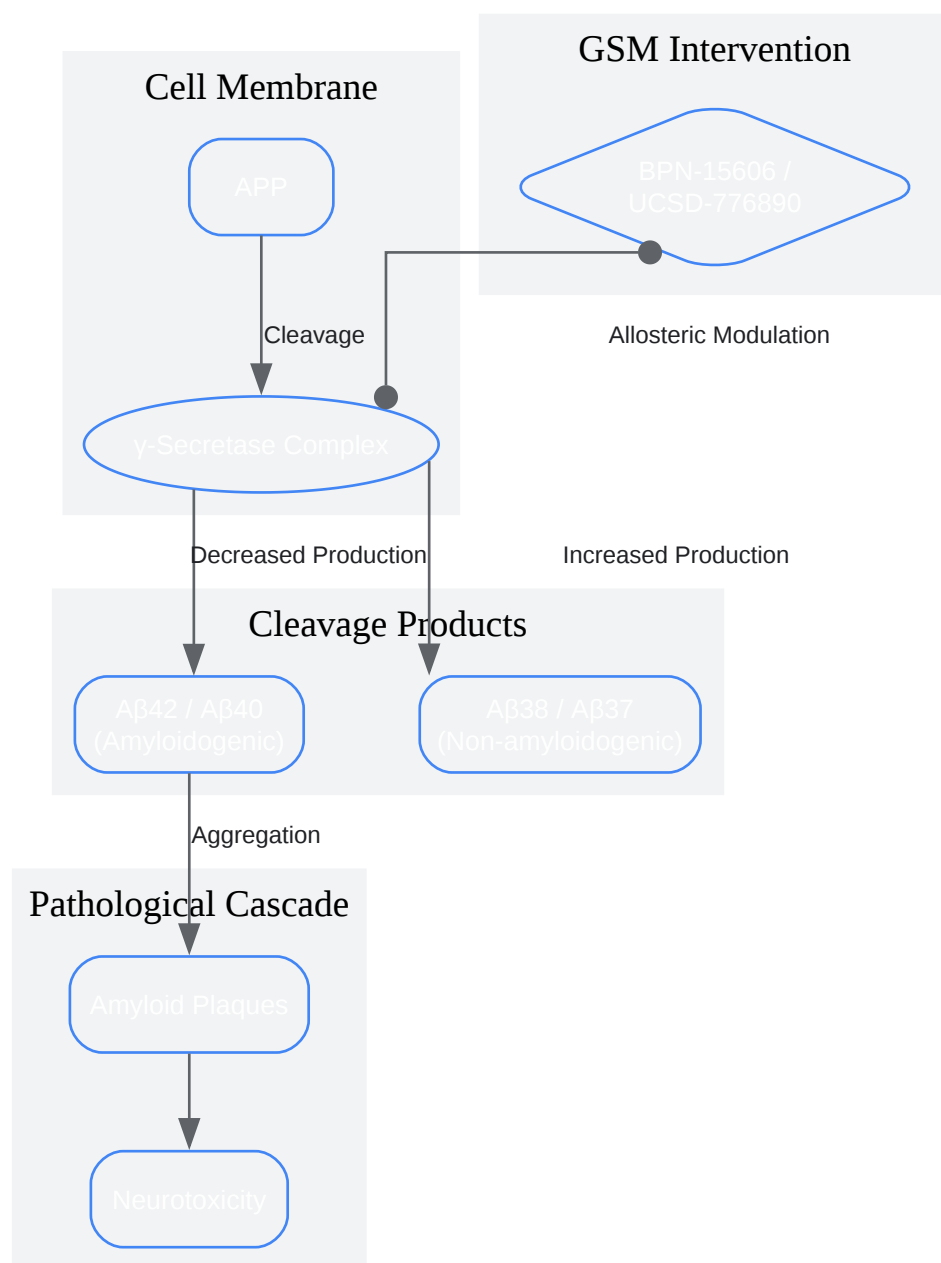 GSM Intervention
Cell Membrane
APP
BPN-15606 /
UCSD-776890
Cleavage
Allosteric Modulation
γ-Secretase Complex
Decreased Production
Increased Production
Cleavage Products
Aβ42 / Aβ40
(Amyloidogenic)
Aβ38 / Aβ37
(Non-amyloidogenic)
Aggregation
Pathological Cascade
Amyloid Plaques
Neurotoxicity